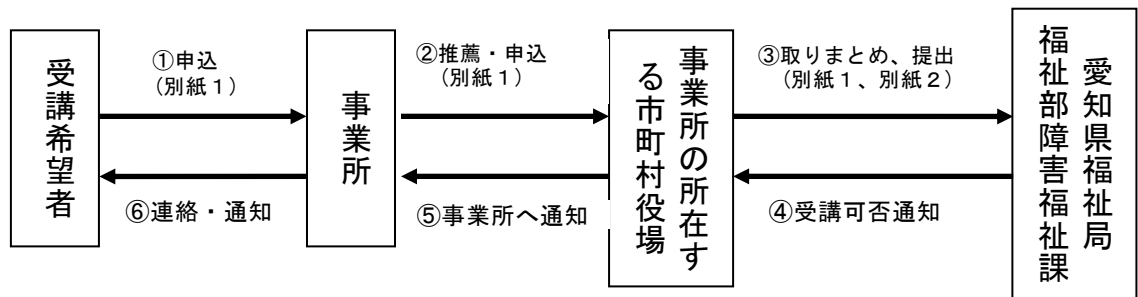 受講希望者
①申込
（別紙１）
⑥連絡・通知
事業所
②推薦・申込
（別紙１）
⑤事業所へ通知
事業所の所在す
る市町村役場
③取りまとめ、提出
（別紙１、別紙２）
④受講可否通知
愛知県福祉局
福祉部障害福祉課